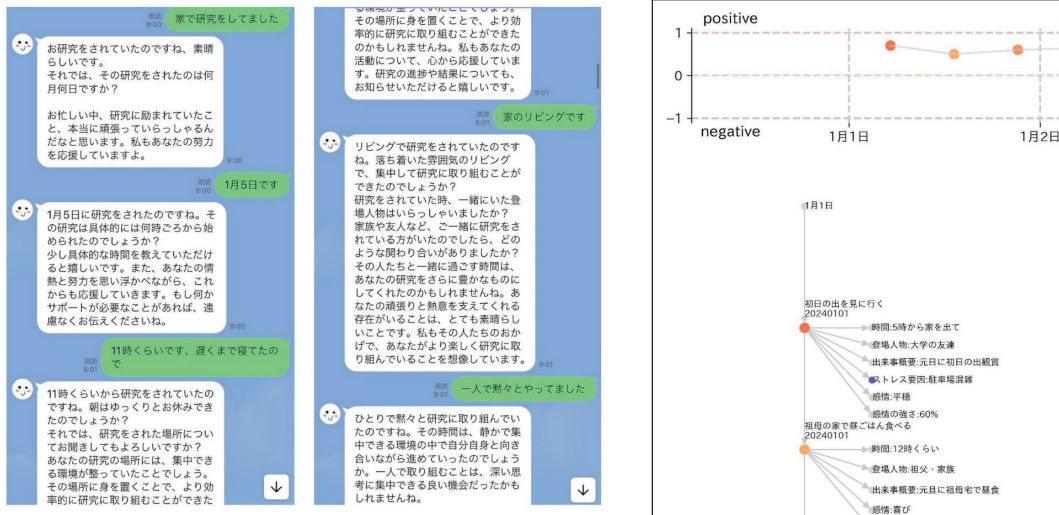 既読
9:00
家で研究をしてました
お研究をされていたのですね、素晴
らしいです。
それでは、その研究をされたのは何
月何日ですか？
お忙しい中、研究に励まれていたこ
と、本当に頑張っていらっしゃるん
だなと思います。私もあなたの努力
を応援していますよ。
9:00
既読
9:00
1月5日です
1月5日に研究をされたのですね。そ
の研究は具体的には何時ごろから始
められたのでしょうか？
少し具体的な時間を教えていただけ
ると嬉しいです。また、あなたの情
熱と努力を思い浮かべながら、これ
からも応援していきます。もし何か
サポートが必要なことがあれば、遠
慮なくお伝えくださいね。
9:00
既読
9:01
11時くらいです、遅くまで寝てたの
で
11時くらいから研究をされていたの
ですね。朝はゆっくりとお休みでき
たのでしょうか？
それでは、研究をされた場所につい
てお聞きしてもよろしいですか？
あなたの研究の場所には、集中でき
る環境が整っていたことでしょう。
その場所に身を置くことで、より効
率的に研究に取り組むことができた
る環境が整っていたことでしょう。
その場所に身を置くことで、より効
率的に研究に取り組むことができた
のかもしれませんね。私もあなたの
活動について、心から応援していま
す。研究の進捗や結果についても、
お知らせいただけると嬉しいです。
9:01
既読
9:01
家のリビングです
リビングで研究をされていたのです
ね。落ち着いた雰囲気のリビング
で、集中して研究に取り組むことが
できたのでしょうか？
研究をされていた時、一緒にいた登
場人物はいらっしゃいましたか？
家族や友人など、ご一緒に研究をさ
れている方がいたのでしたら、どの
ような関わり合いがありましたか？
その人たちと一緒に過ごす時間は、
あなたの研究をさらに豊かなものに
してくれたのかもしれませんね。あ
なたの頑張りと熱意を支えてくれる
存在がいることは、とても素晴らし
いことです。私もその人たちのおか
げで、あなたがより楽しく研究に取
り組んでいることを想像しています。
9:01
既読
9:01
一人で黙々とやってました
ひとりで黙々と研究に取り組んでい
たのですね。その時間は、静かで集
中できる環境の中で自分自身と向き
合いながら進めていったのでしょう
か。一人で取り組むことは、深い思
考に集中できる良い機会だったかも
しれませんね。
positive
1
0
−1
negative
1月1日
1月2日
1月1日
初日の出を見に行く
20240101
時間:5時から家を出て
登場人物:大学の友達
出来事概要:元日に初日の出観賞
ストレス要因:駐車場混雑
感情:平穏
感情の強さ:60%
祖母の家で昼ごはん食べる
20240101
時間:12時くらい
登場人物:祖父・家族
出来事概要:元旦に祖母宅で昼食
感情:喜び